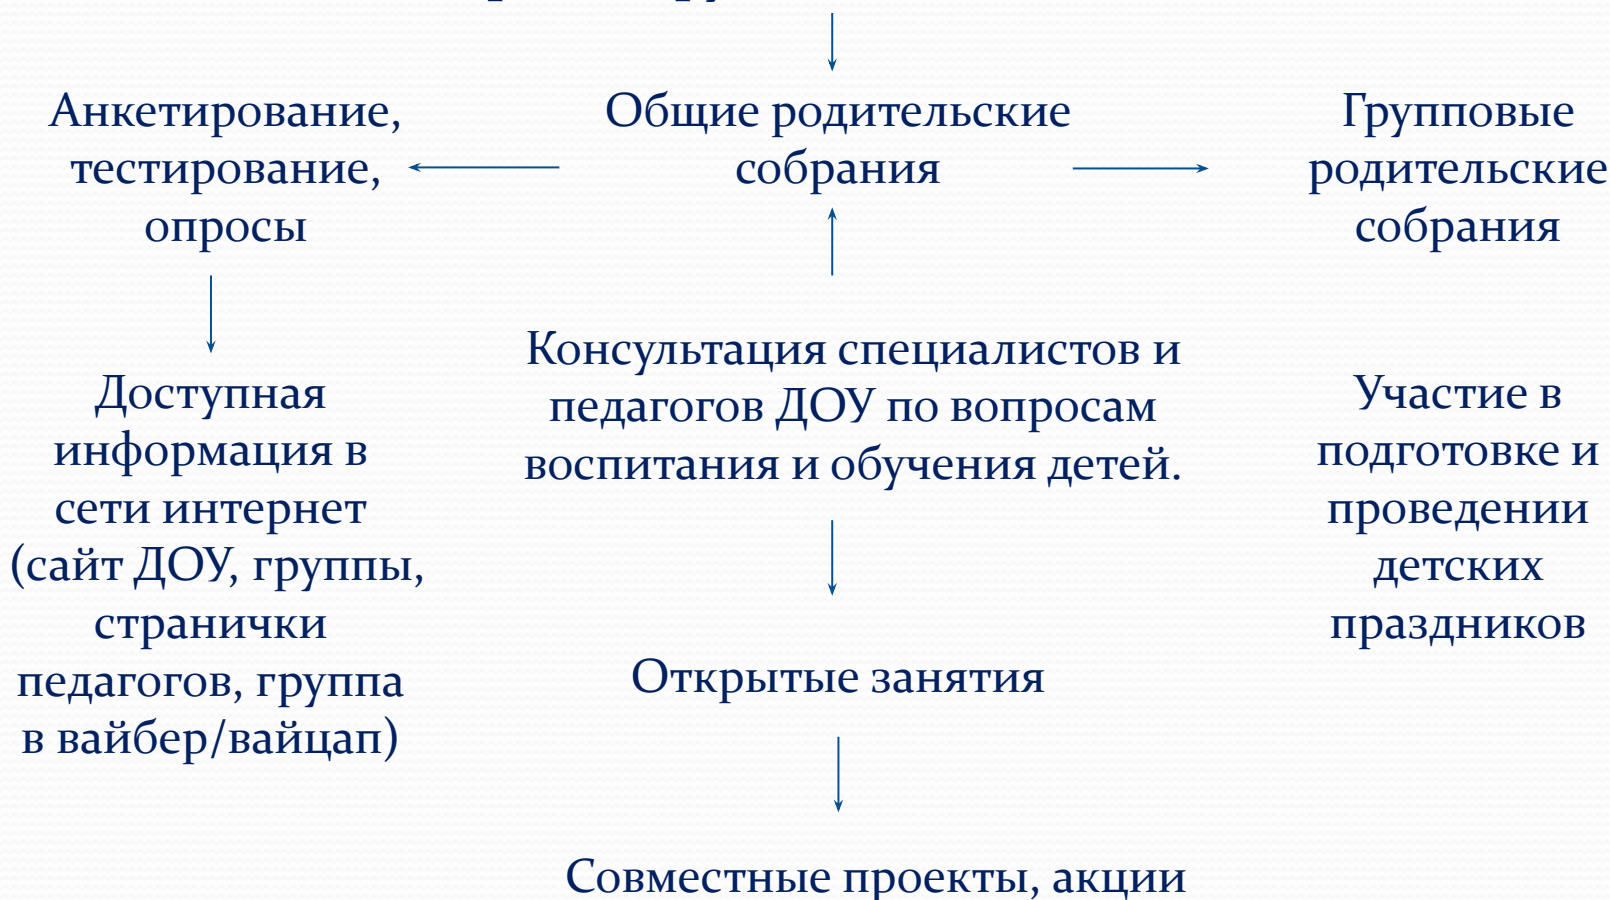 Анкетирование,
тестирование,
опросы
Общие родительские
собрания
Групповые
родительские
собрания
Доступная
информация в
сети интернет
(сайт ДОУ, группы,
странички
педагогов, группа
в вайбер/вайцап)
Консультация специалистов и
педагогов ДОУ по вопросам
воспитания и обучения детей.
Участие в
подготовке и
проведении
детских
праздников
Открытые занятия
Совместные проекты, акции